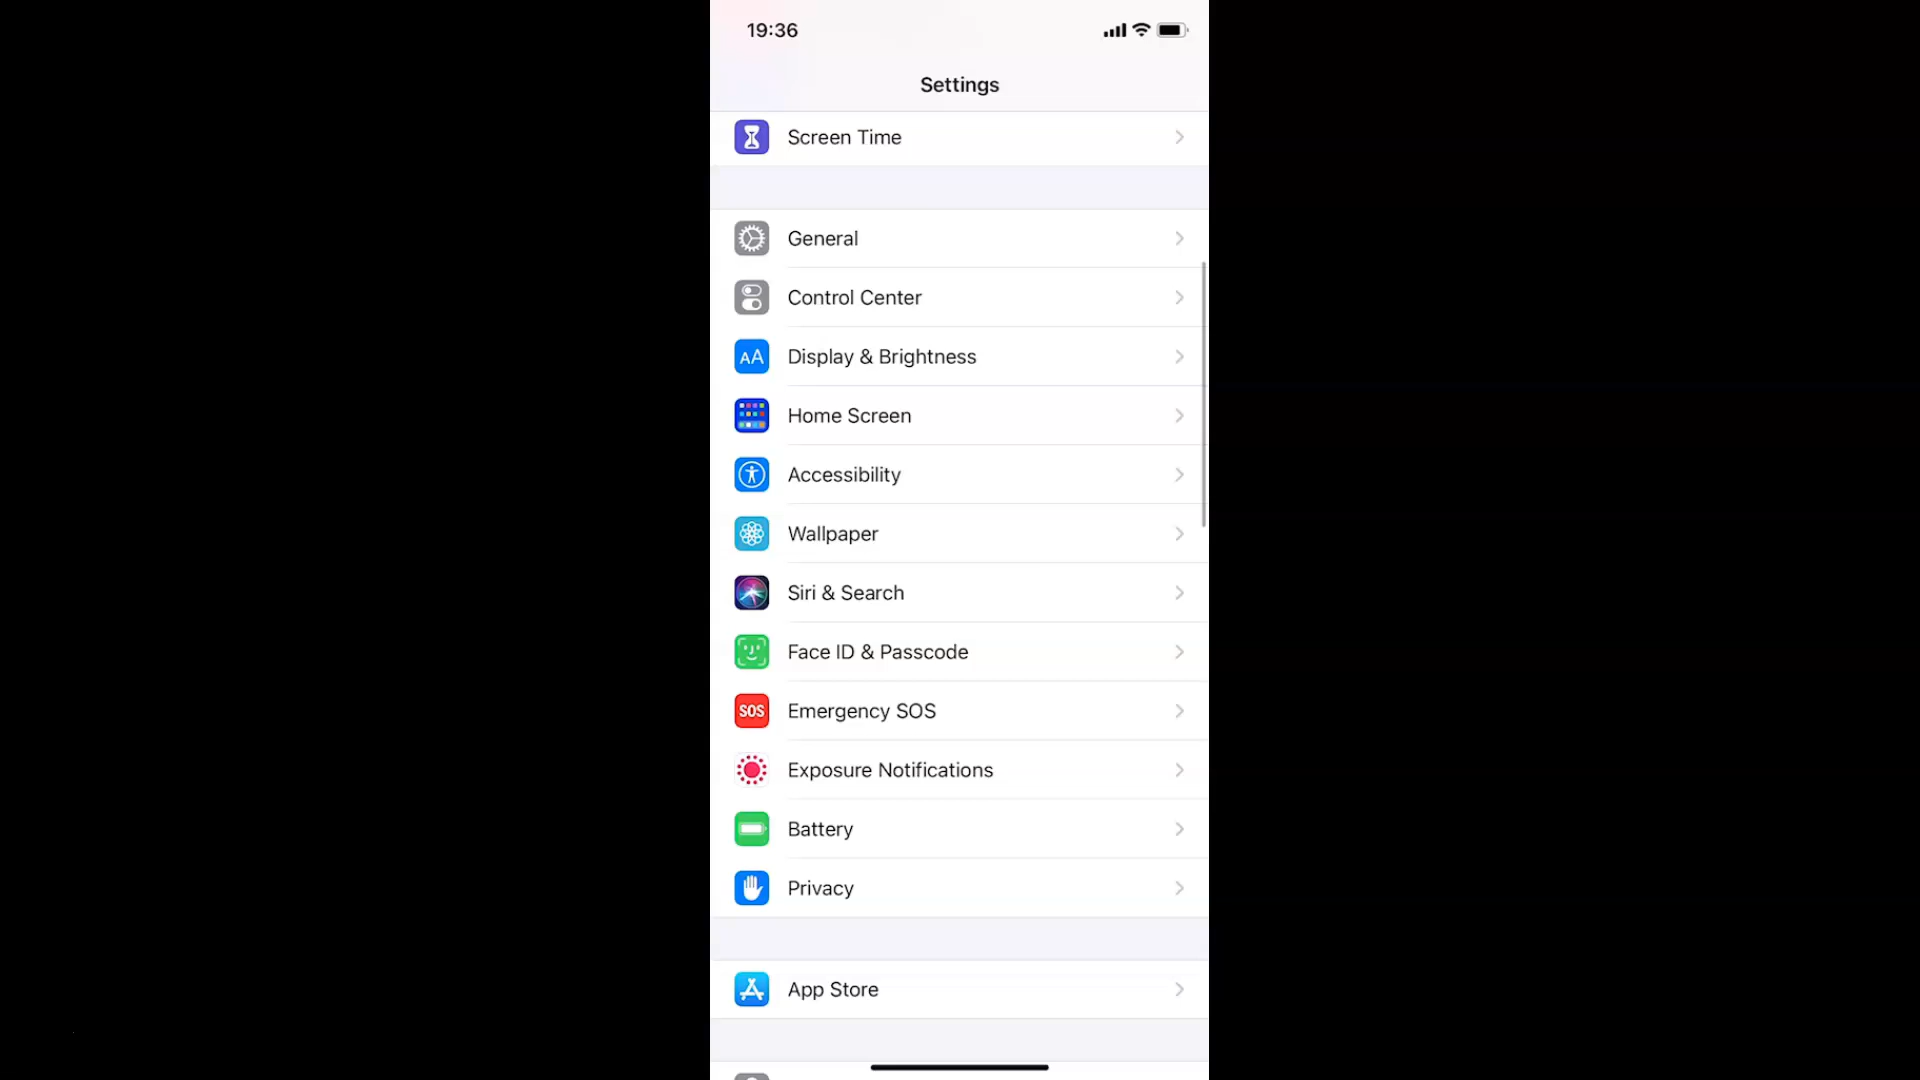 19:36
Settings
Screen Time
General
Control Center
AA Display & Brightness
Home Screen
Accessibility
Wallpaper
Siri & Search
Face ID & Passcode
SOS Emergency SOS
Exposure Notifications
Battery
Privacy
App Store